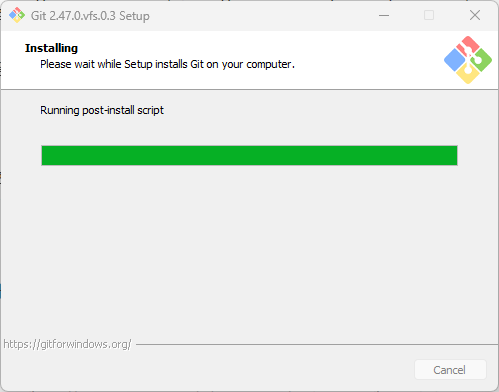 Git 2.47.0.vfs.0.3 Setup
Installing
Please wait while Setup installs Git on your computer.
Running post-install script
https://gitforwindows.org/
Cancel